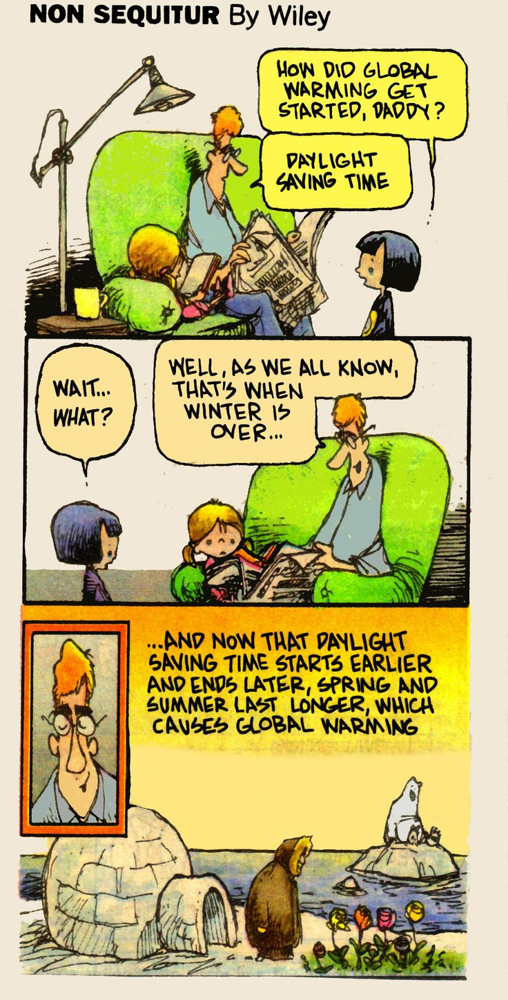 NON SEQUITUR By Wiley
HOW DID GLOBAL
WARMING GET
STARTED, DADDY?
DAYLIGHT
SAVING TIME
WAIT...
WHAT?
WELL, AS WE ALL KNOW,
THAT'S WHEN
WINTER IS
OVER...
...AND NOW THAT DAYLIGHT
SAVING TIME STARTS EARLIER
AND ENDS LATER, SPRING AND
SUMMER LAST LONGER, WHICH
CAUSES GLOBAL WARMING